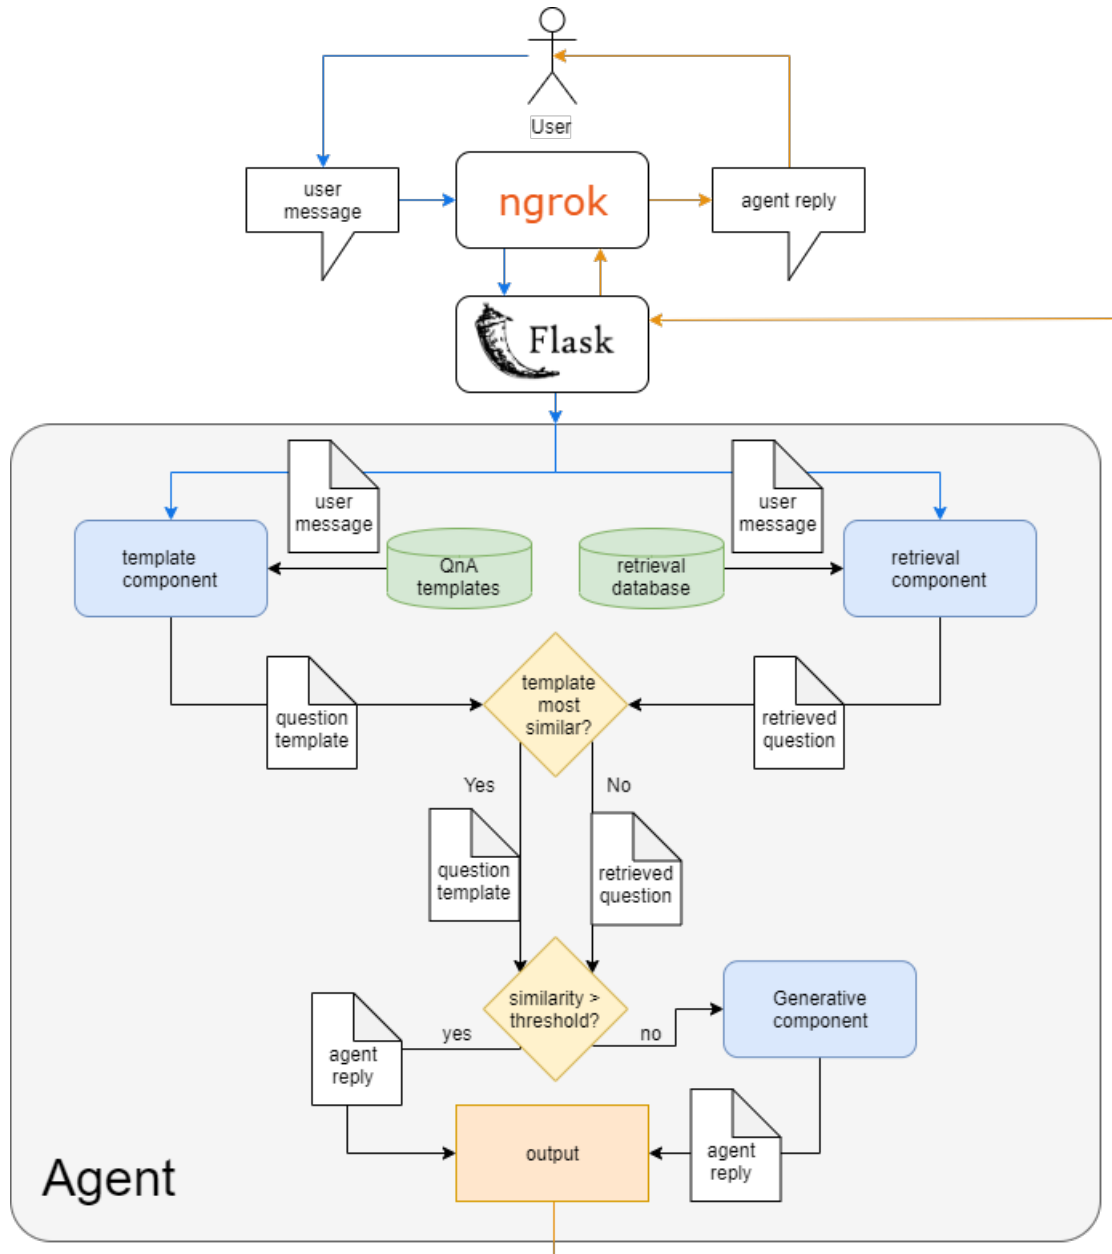 User
user
message
ngrok
agent reply
Flask
user
message
user
message
template
component
QnA
templates
retrieval
database
retrieval
component
question
template
template
most
similar?
retrieved
question
Yes
No
question
template
retrieved
question
similarity >
threshold?
yes
no
Generative
component
agent
reply
output
agent
reply
Agent